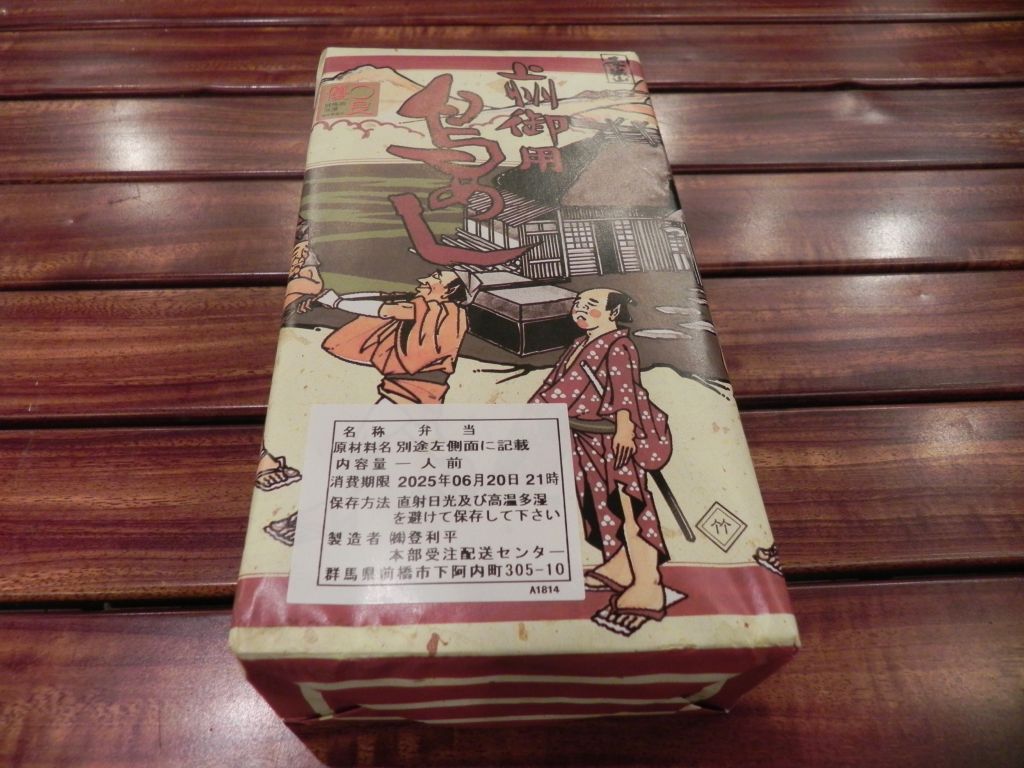 上州御用
鳥めし
竹
名称 弁当
原材料名 別途左側面に記載
内容量 一人前
消費期限 2025年06月20日 21時
保存方法 直射日光及び高温多湿
を避けて保存して下さい
製造者 ㈱登利平
本部受注配送センター
群馬県前橋市下阿内町305-10
A1814